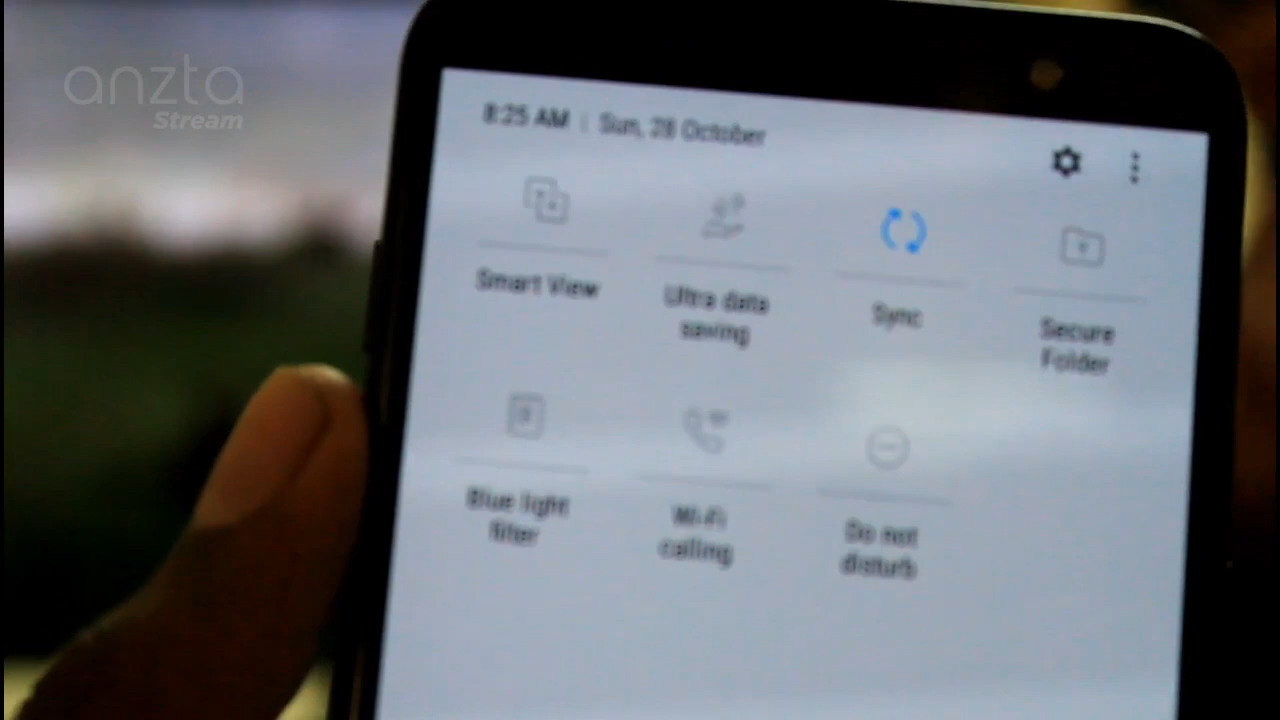 anzta
Stream
8:25 AM | Sun, 28 October
Smart View
Ultra data
saving
Sync
Secure
Folder
Blue light
filter
Wi-Fi
calling
Do not
disturb